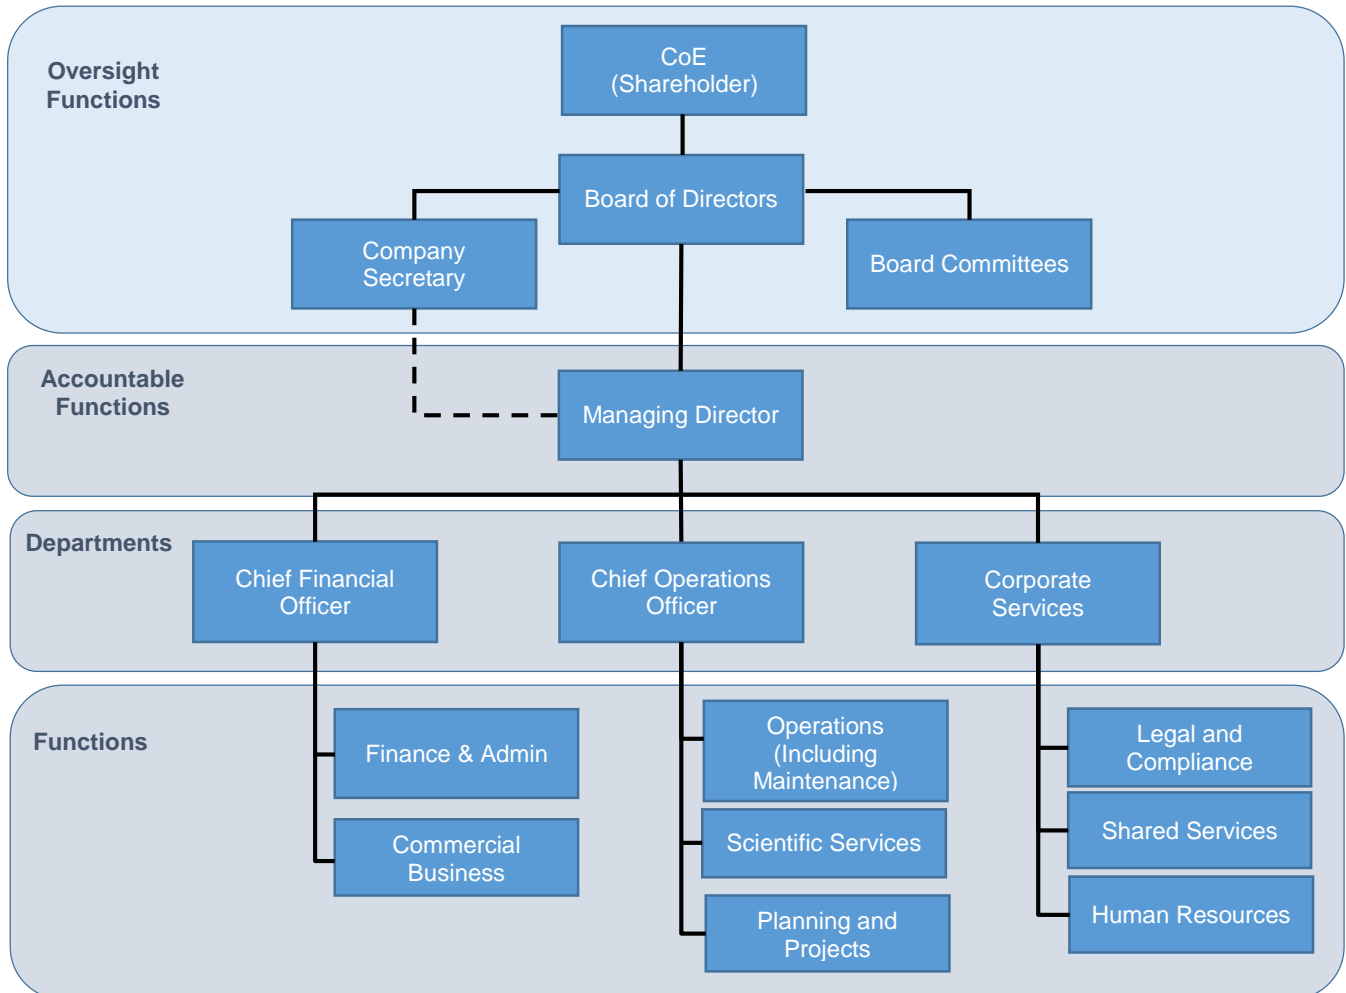 Oversight
Functions
CoE
(Shareholder)
Board of Directors
Company
Secretary
Board Committees
Accountable
Functions
Managing Director
Departments
Chief Financial
Officer
Chief Operations
Officer
Corporate
Services
Functions
Finance & Admin
Commercial
Business
Operations
(Including
Maintenance)
Scientific Services
Planning and
Projects
Legal and
Compliance
Shared Services
Human Resources